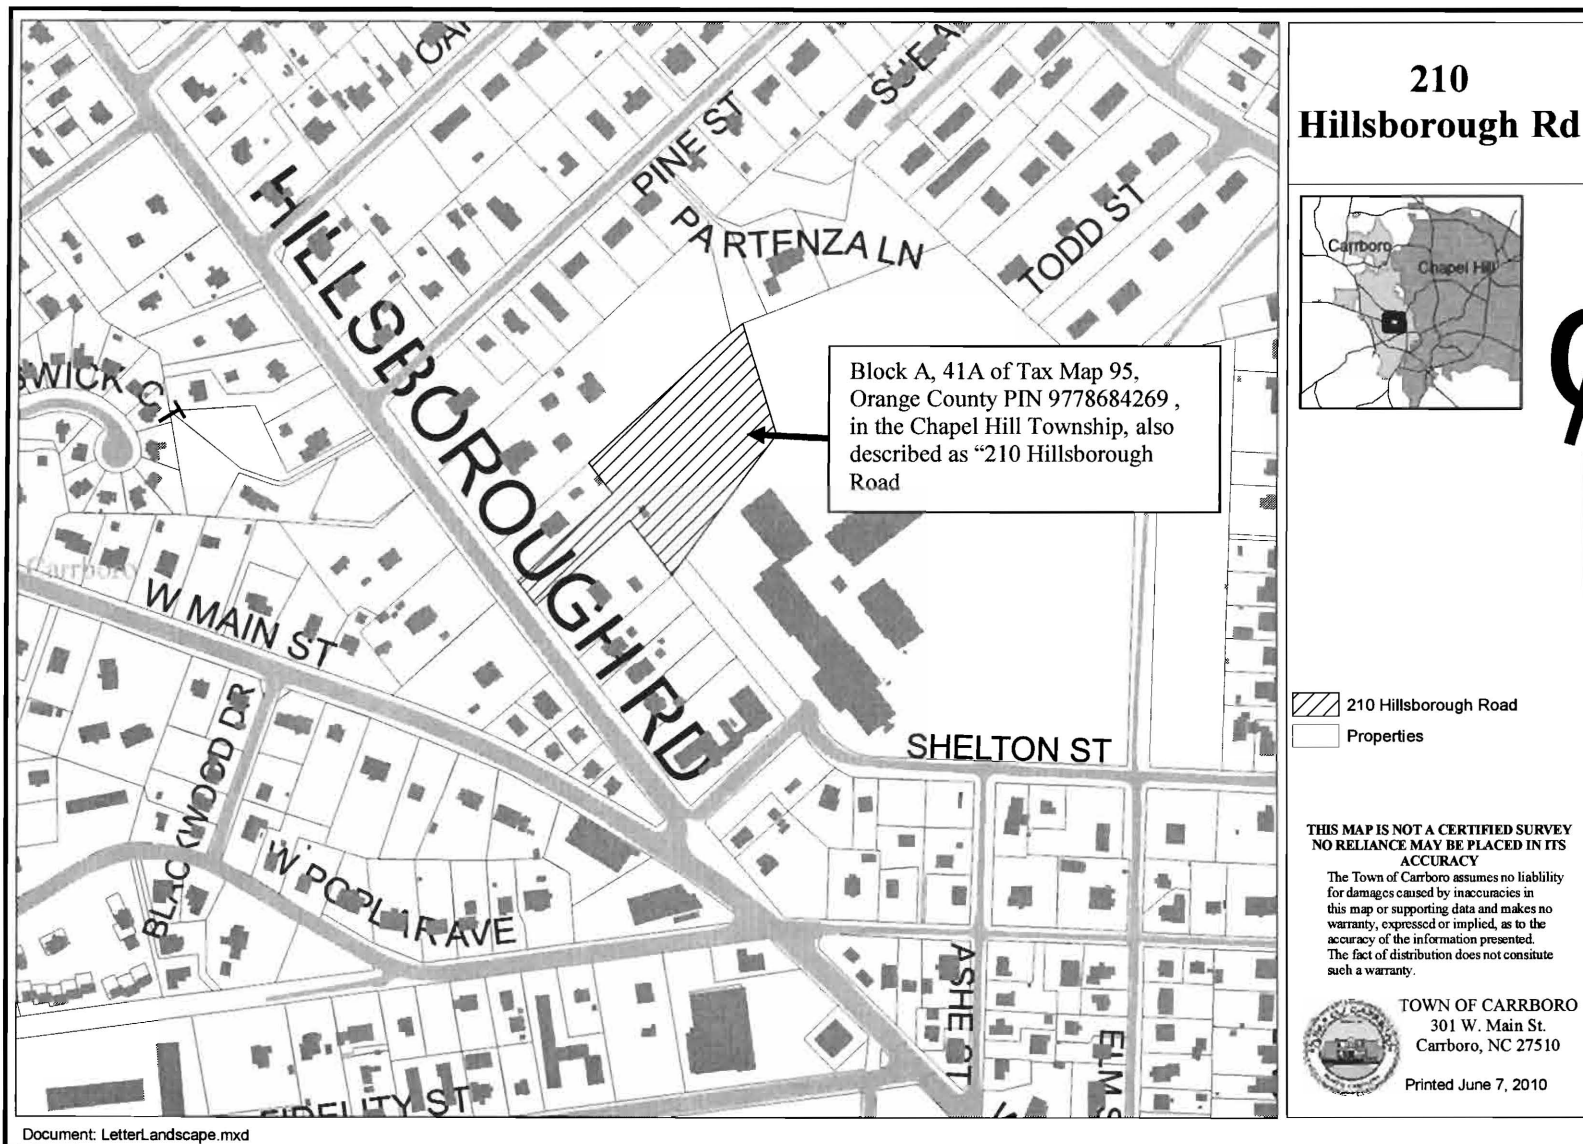 PINE ST
PARTENZA LN
TODD ST
HILLSBOROUGH RD
Carrboro
W MAIN ST
BLACKWOOD DR
W POPLAR AVE
SHELTON ST
ASHE ST
FIDELITY ST
Block A, 41A of Tax Map 95,
Orange County PIN 9778684269 ,
in the Chapel Hill Township, also
described as “210 Hillsborough
Road
210
Hillsborough Rd
Carrboro
Chapel Hill
210 Hillsborough Road
Properties
THIS MAP IS NOT A CERTIFIED SURVEY
NO RELIANCE MAY BE PLACED IN ITS
ACCURACY
The Town of Carrboro assumes no liablility
for damages caused by inaccuracies in
this map or supporting data and makes no
warranty, expressed or implied, as to the
accuracy of the information presented.
The fact of distribution does not consitute
such a warranty.
TOWN OF CARRBORO
301 W. Main St.
Carrboro, NC 27510
Printed June 7, 2010
Document: LetterLandscape.mxd